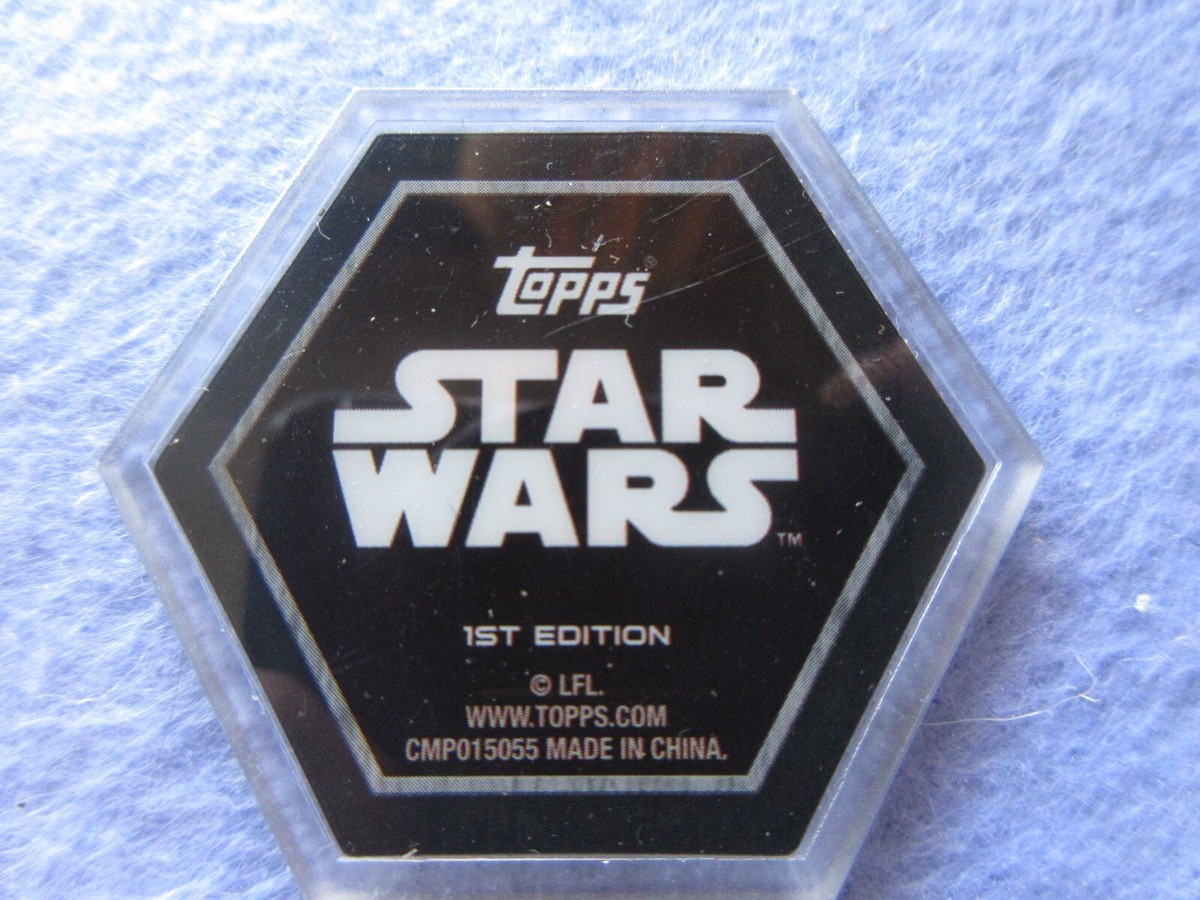 Topps®
STAR
WARS™
1ST EDITION
© LFL.
WWW.TOPPS.COM
CMP015055 MADE IN CHINA.